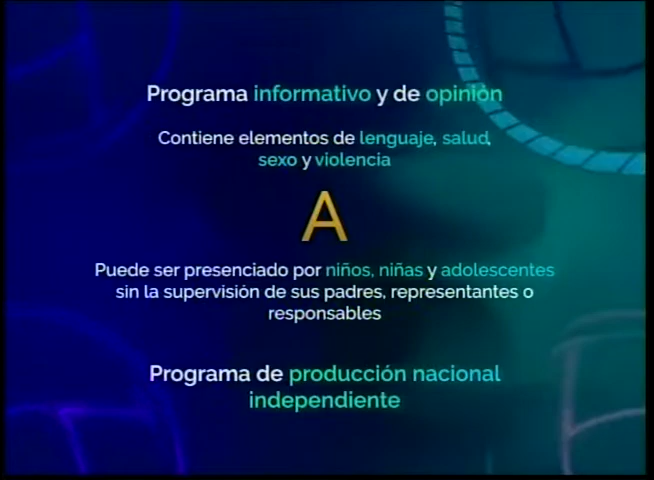 Programa informativo y de opinión
Contiene elementos de lenguaje, salud,
sexo y violencia
A
Puede ser presenciado por niños, niñas y adolescentes
sin la supervisión de sus padres, representantes o
responsables
Programa de producción nacional
independiente